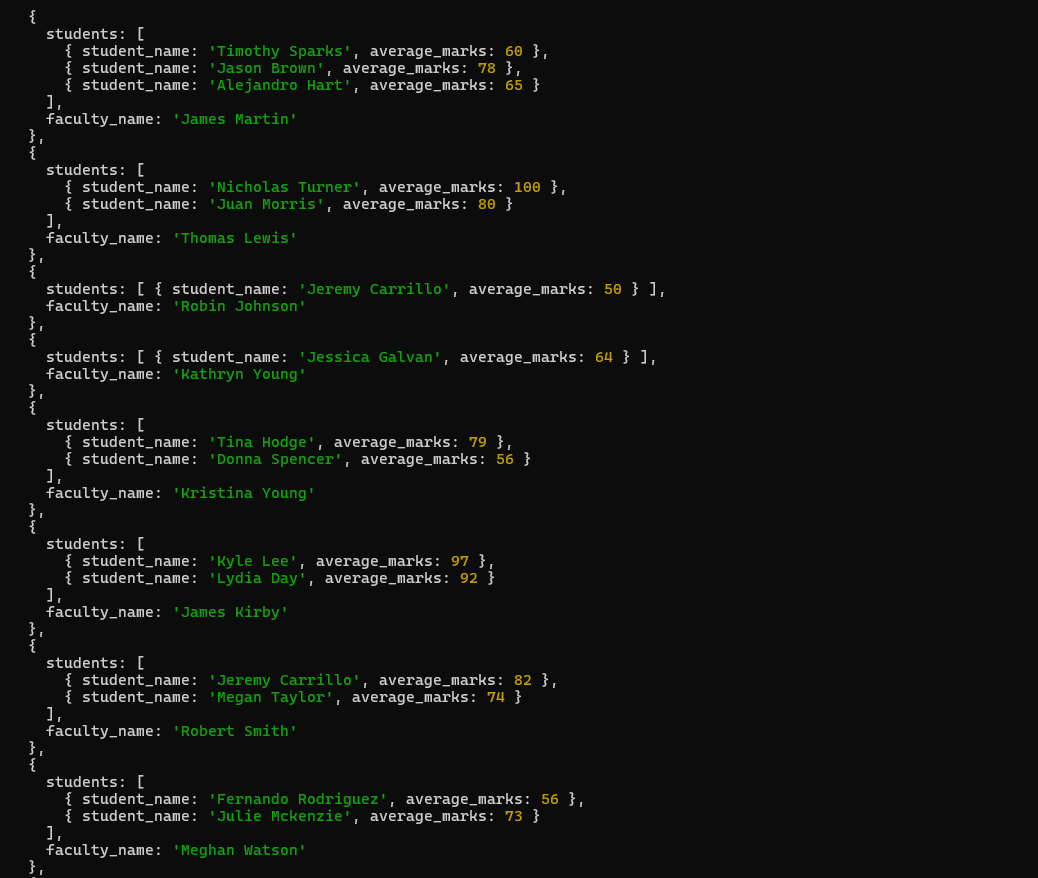 {
students: [
{ student_name: 'Timothy Sparks', average_marks: 60 },
{ student_name: 'Jason Brown', average_marks: 78 },
{ student_name: 'Alejandro Hart', average_marks: 65 }
],
faculty_name: 'James Martin'
},
{
students: [
{ student_name: 'Nicholas Turner', average_marks: 100 },
{ student_name: 'Juan Morris', average_marks: 80 }
],
faculty_name: 'Thomas Lewis'
},
{
students: [ { student_name: 'Jeremy Carrillo', average_marks: 50 } ],
faculty_name: 'Robin Johnson'
},
{
students: [ { student_name: 'Jessica Galvan', average_marks: 64 } ],
faculty_name: 'Kathryn Young'
},
{
students: [
{ student_name: 'Tina Hodge', average_marks: 79 },
{ student_name: 'Donna Spencer', average_marks: 56 }
],
faculty_name: 'Kristina Young'
},
{
students: [
{ student_name: 'Kyle Lee', average_marks: 97 },
{ student_name: 'Lydia Day', average_marks: 92 }
],
faculty_name: 'James Kirby'
},
{
students: [
{ student_name: 'Jeremy Carrillo', average_marks: 82 },
{ student_name: 'Megan Taylor', average_marks: 74 }
],
faculty_name: 'Robert Smith'
},
{
students: [
{ student_name: 'Fernando Rodriguez', average_marks: 56 },
{ student_name: 'Julie Mckenzie', average_marks: 73 }
],
faculty_name: 'Meghan Watson'
},